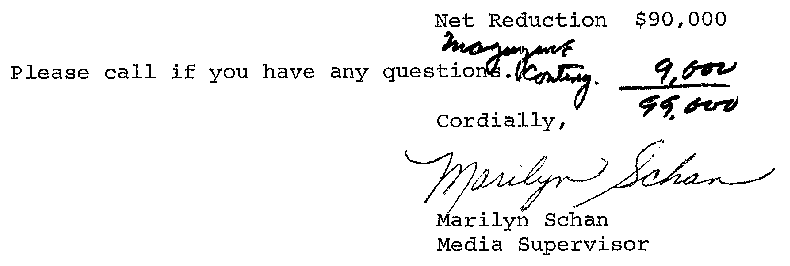 Net Reduction $90,000
Magazine
Please call if you have any questions. Conting. 9,000
99,000
Cordially,
Marilyn Schan
Marilyn Schan
Media Supervisor